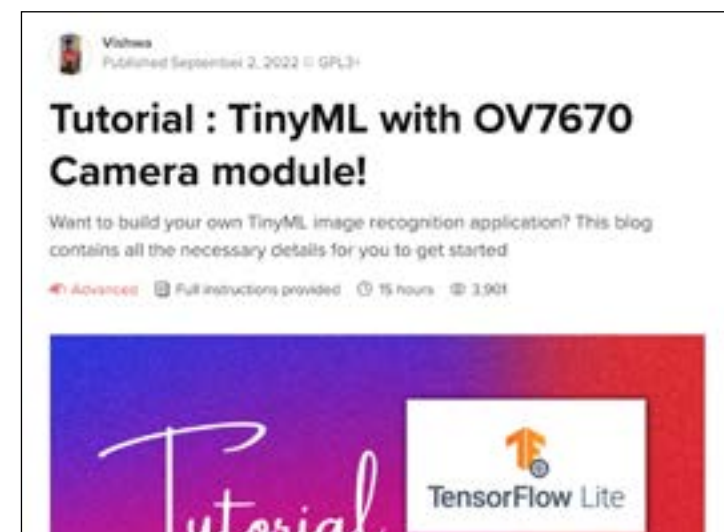 Vishwa
Published September 2, 2022 © GPL3+
Tutorial : TinyML with OV7670
Camera module!
Want to build your own TinyML image recognition application? This blog
contains all the necessary details for you to get started
Advanced Full instructions provided 15 hours 3,901
Tutorial
TensorFlow Lite